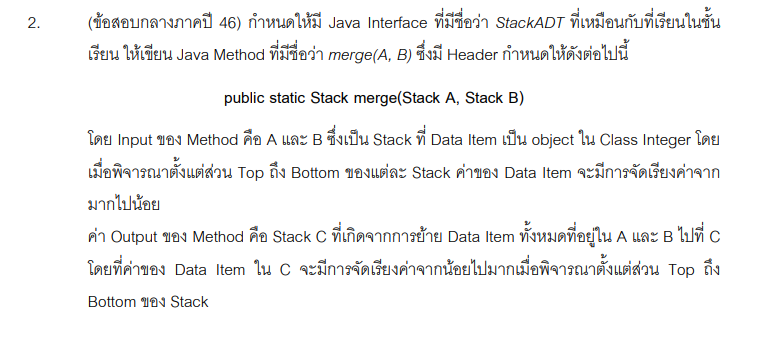 2. (ข้อสอบกลางภาคปี 46) กำหนดให้มี Java Interface ที่มีชื่อว่า StackADT ที่เหมือนกับที่เรียนในชั้น
เรียน ให้เขียน Java Method ที่มีชื่อว่า merge(A, B) ซึ่งมี Header กำหนดให้ดังต่อไปนี้
public static Stack merge(Stack A, Stack B)
โดย Input ของ Method คือ A และ B ซึ่งเป็น Stack ที่ Data Item เป็น object ใน Class Integer โดย
เมื่อพิจารณาตั้งแต่ส่วน Top ถึง Bottom ของแต่ละ Stack ค่าของ Data Item จะมีการจัดเรียงค่าจาก
มากไปน้อย
ค่า Output ของ Method คือ Stack C ที่เกิดจากการย้าย Data Item ทั้งหมดที่อยู่ใน A และ B ไปที่ C
โดยที่ค่าของ Data Item ใน C จะมีการจัดเรียงค่าจากน้อยไปมากเมื่อพิจารณาตั้งแต่ส่วน Top ถึง
Bottom ของ Stack